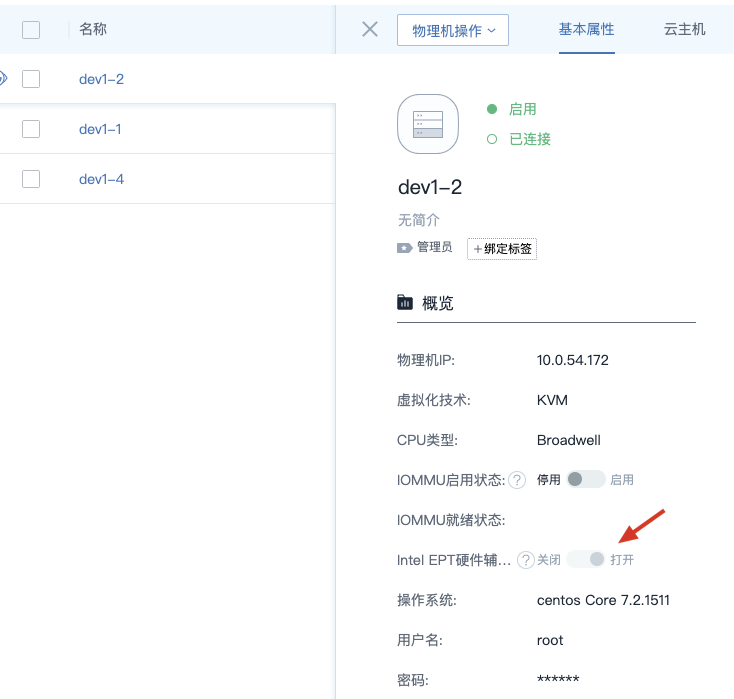 名称
物理机操作
基本属性
云主机
dev1-2
dev1-1
dev1-4
启用
已连接
dev1-2
无简介
管理员
+绑定标签
概览
物理机IP: 10.0.54.172
虚拟化技术: KVM
CPU类型: Broadwell
IOMMU启用状态: ? 停用 启用
IOMMU就绪状态:
Intel EPT硬件辅... ? 关闭 打开
操作系统: centos Core 7.2.1511
用户名: root
密码: ******